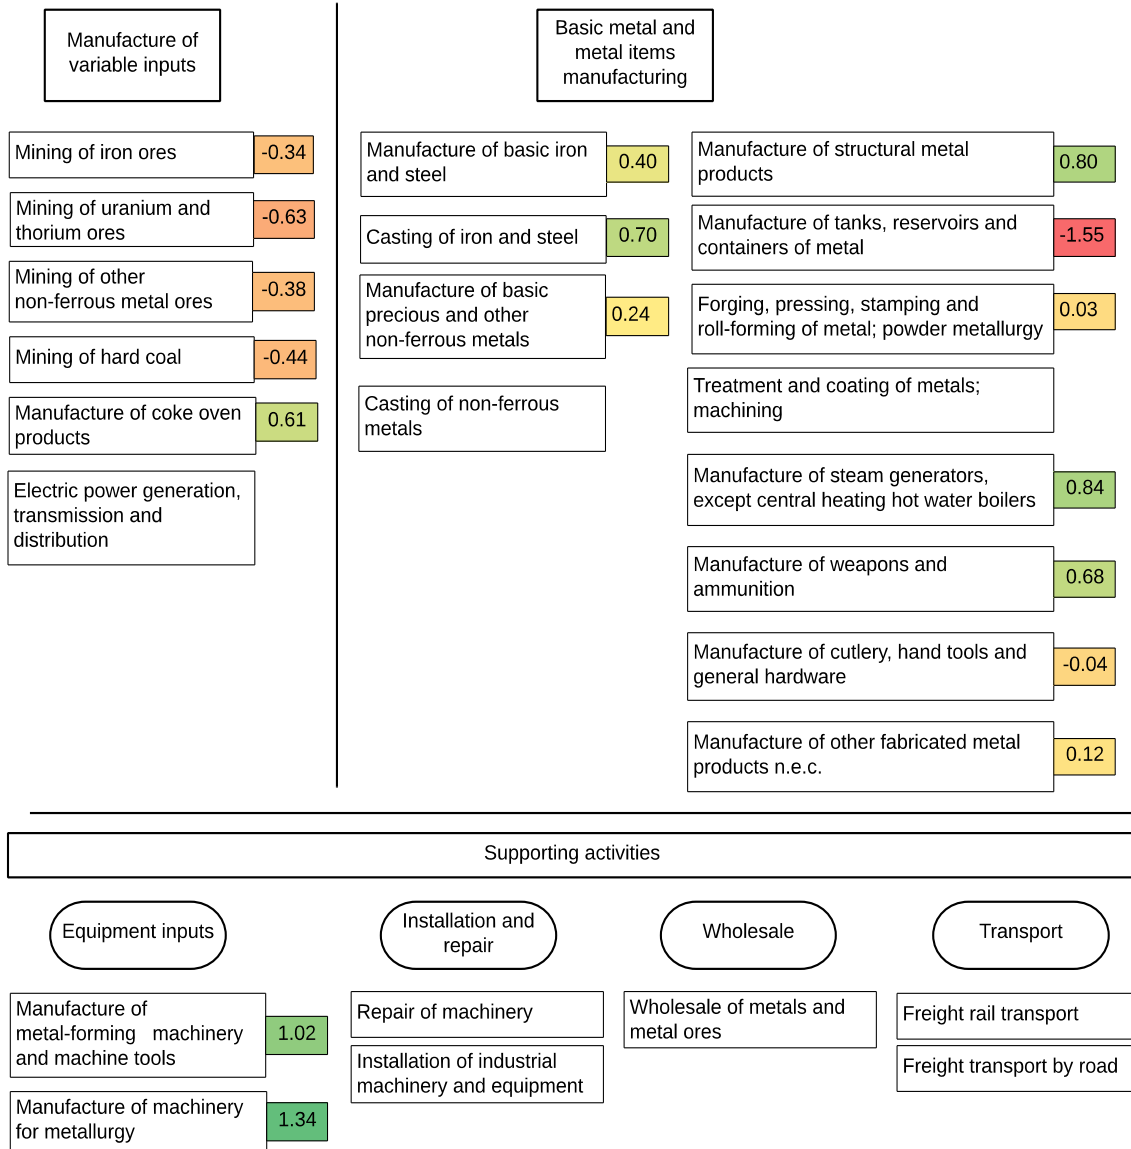 Manufacture of
variable inputs
Mining of iron ores
-0.34
Mining of uranium and
thorium ores
-0.63
Mining of other
non-ferrous metal ores
-0.38
Mining of hard coal
-0.44
Manufacture of coke oven
products
0.61
Electric power generation,
transmission and
distribution
Basic metal and
metal items
manufacturing
Manufacture of basic iron
and steel
0.40
Casting of iron and steel
0.70
Manufacture of basic
precious and other
non-ferrous metals
0.24
Casting of non-ferrous
metals
Manufacture of structural metal
products
0.80
Manufacture of tanks, reservoirs and
containers of metal
-1.55
Forging, pressing, stamping and
roll-forming of metal; powder metallurgy
0.03
Treatment and coating of metals;
machining
Manufacture of steam generators,
except central heating hot water boilers
0.84
Manufacture of weapons and
ammunition
0.68
Manufacture of cutlery, hand tools and
general hardware
-0.04
Manufacture of other fabricated metal
products n.e.c.
0.12
Supporting activities
Equipment inputs
Manufacture of
metal-forming machinery
and machine tools
1.02
Manufacture of machinery
for metallurgy
1.34
Installation and
repair
Repair of machinery
Installation of industrial
machinery and equipment
Wholesale
Wholesale of metals and
metal ores
Transport
Freight rail transport
Freight transport by road